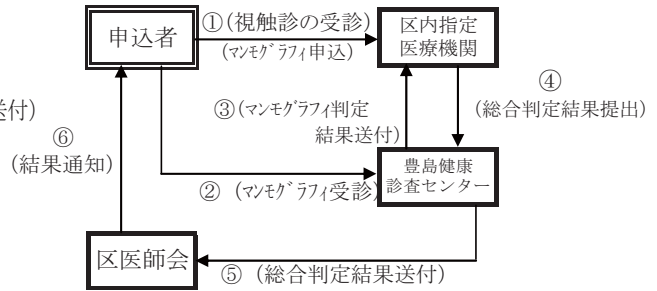 ①(視触診の受診)
申込者
(マンモグラフィ申込)
区内指定
医療機関
送付)
③(マンモグラフィ判定
結果送付)
④
(総合判定結果提出)
⑥
(結果通知)
②(マンモグラフィ受診)
豊島健康
診査センター
区医師会
⑤(総合判定結果送付)